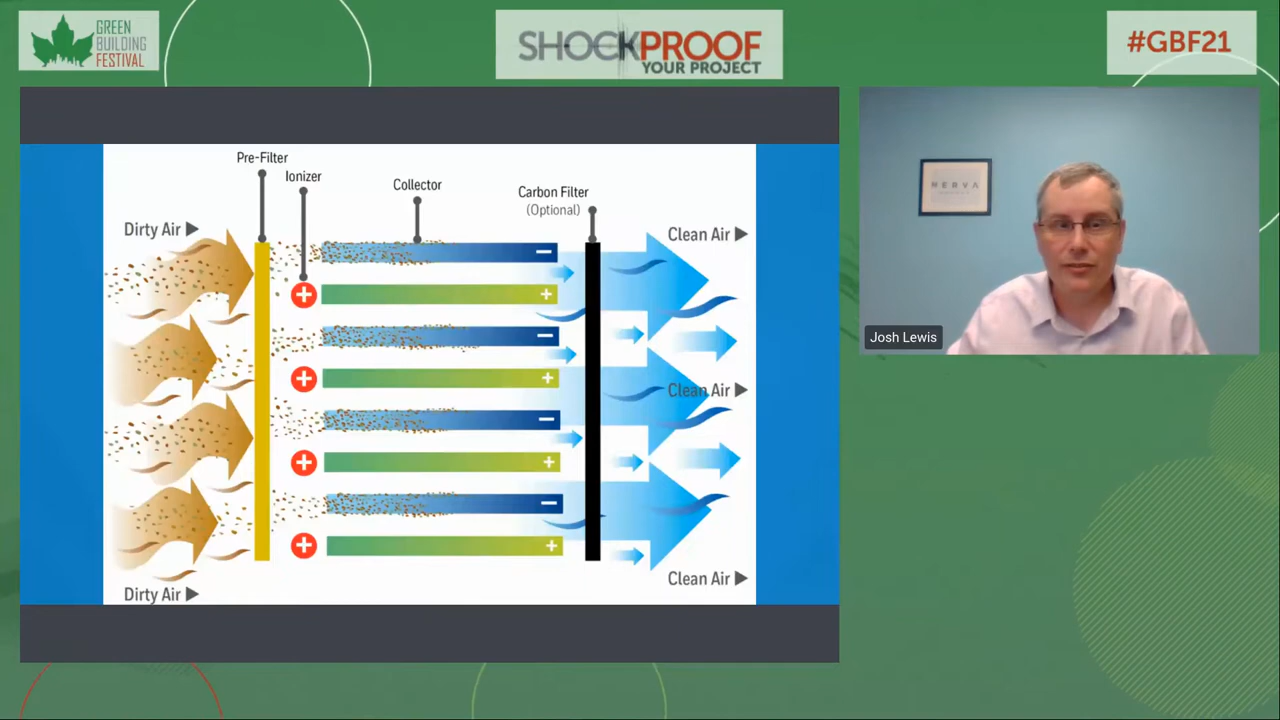 GREEN
BUILDING
FESTIVAL
SHOCKPROOF
YOUR PROJECT
#GBF21
Pre-Filter
Ionizer
Collector
Carbon Filter
(Optional)
Dirty Air
Clean Air
+
−
+
−
+
Clean Air
−
+
−
+
Dirty Air
Clean Air
+
+
+
+
NERVA
Josh Lewis